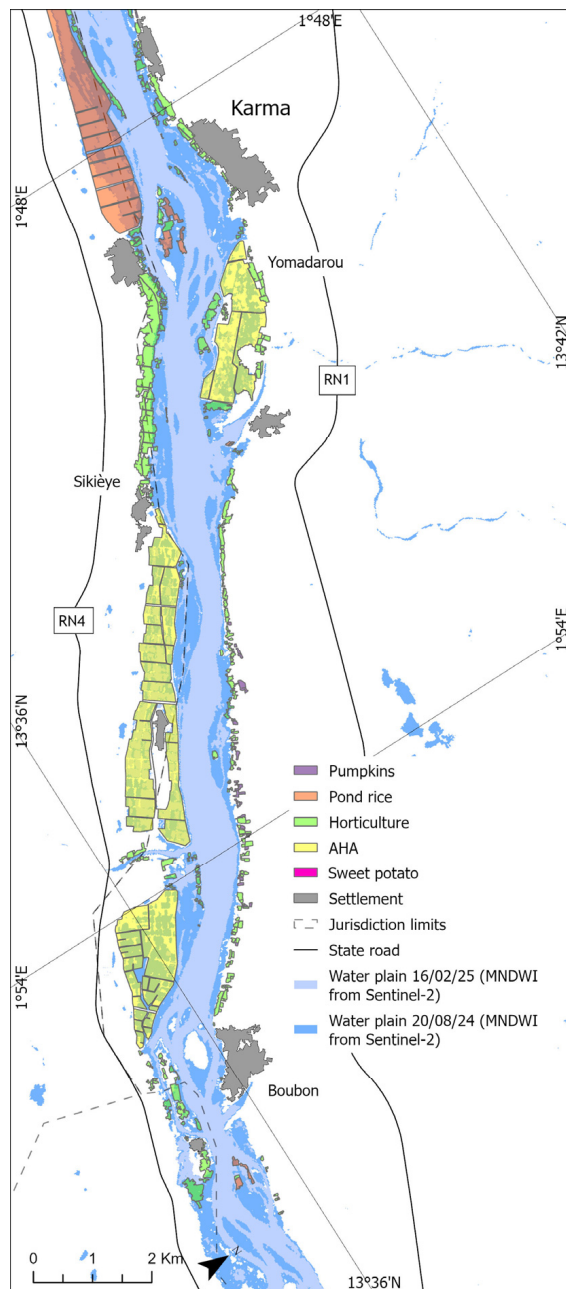 1°48'E
Karma
1°48'E
Yomadarou
13°42'N
RN1
Sikièye
RN4
1°54'E
13°36'N
Pumpkins
Pond rice
Horticulture
AHA
Sweet potato
Settlement
Jurisdiction limits
State road
Water plain 16/02/25 (MNDWI
from Sentinel-2)
Water plain 20/08/24 (MNDWI
from Sentinel-2)
1°54'E
Boubon
0 1 2 Km
13°36'N